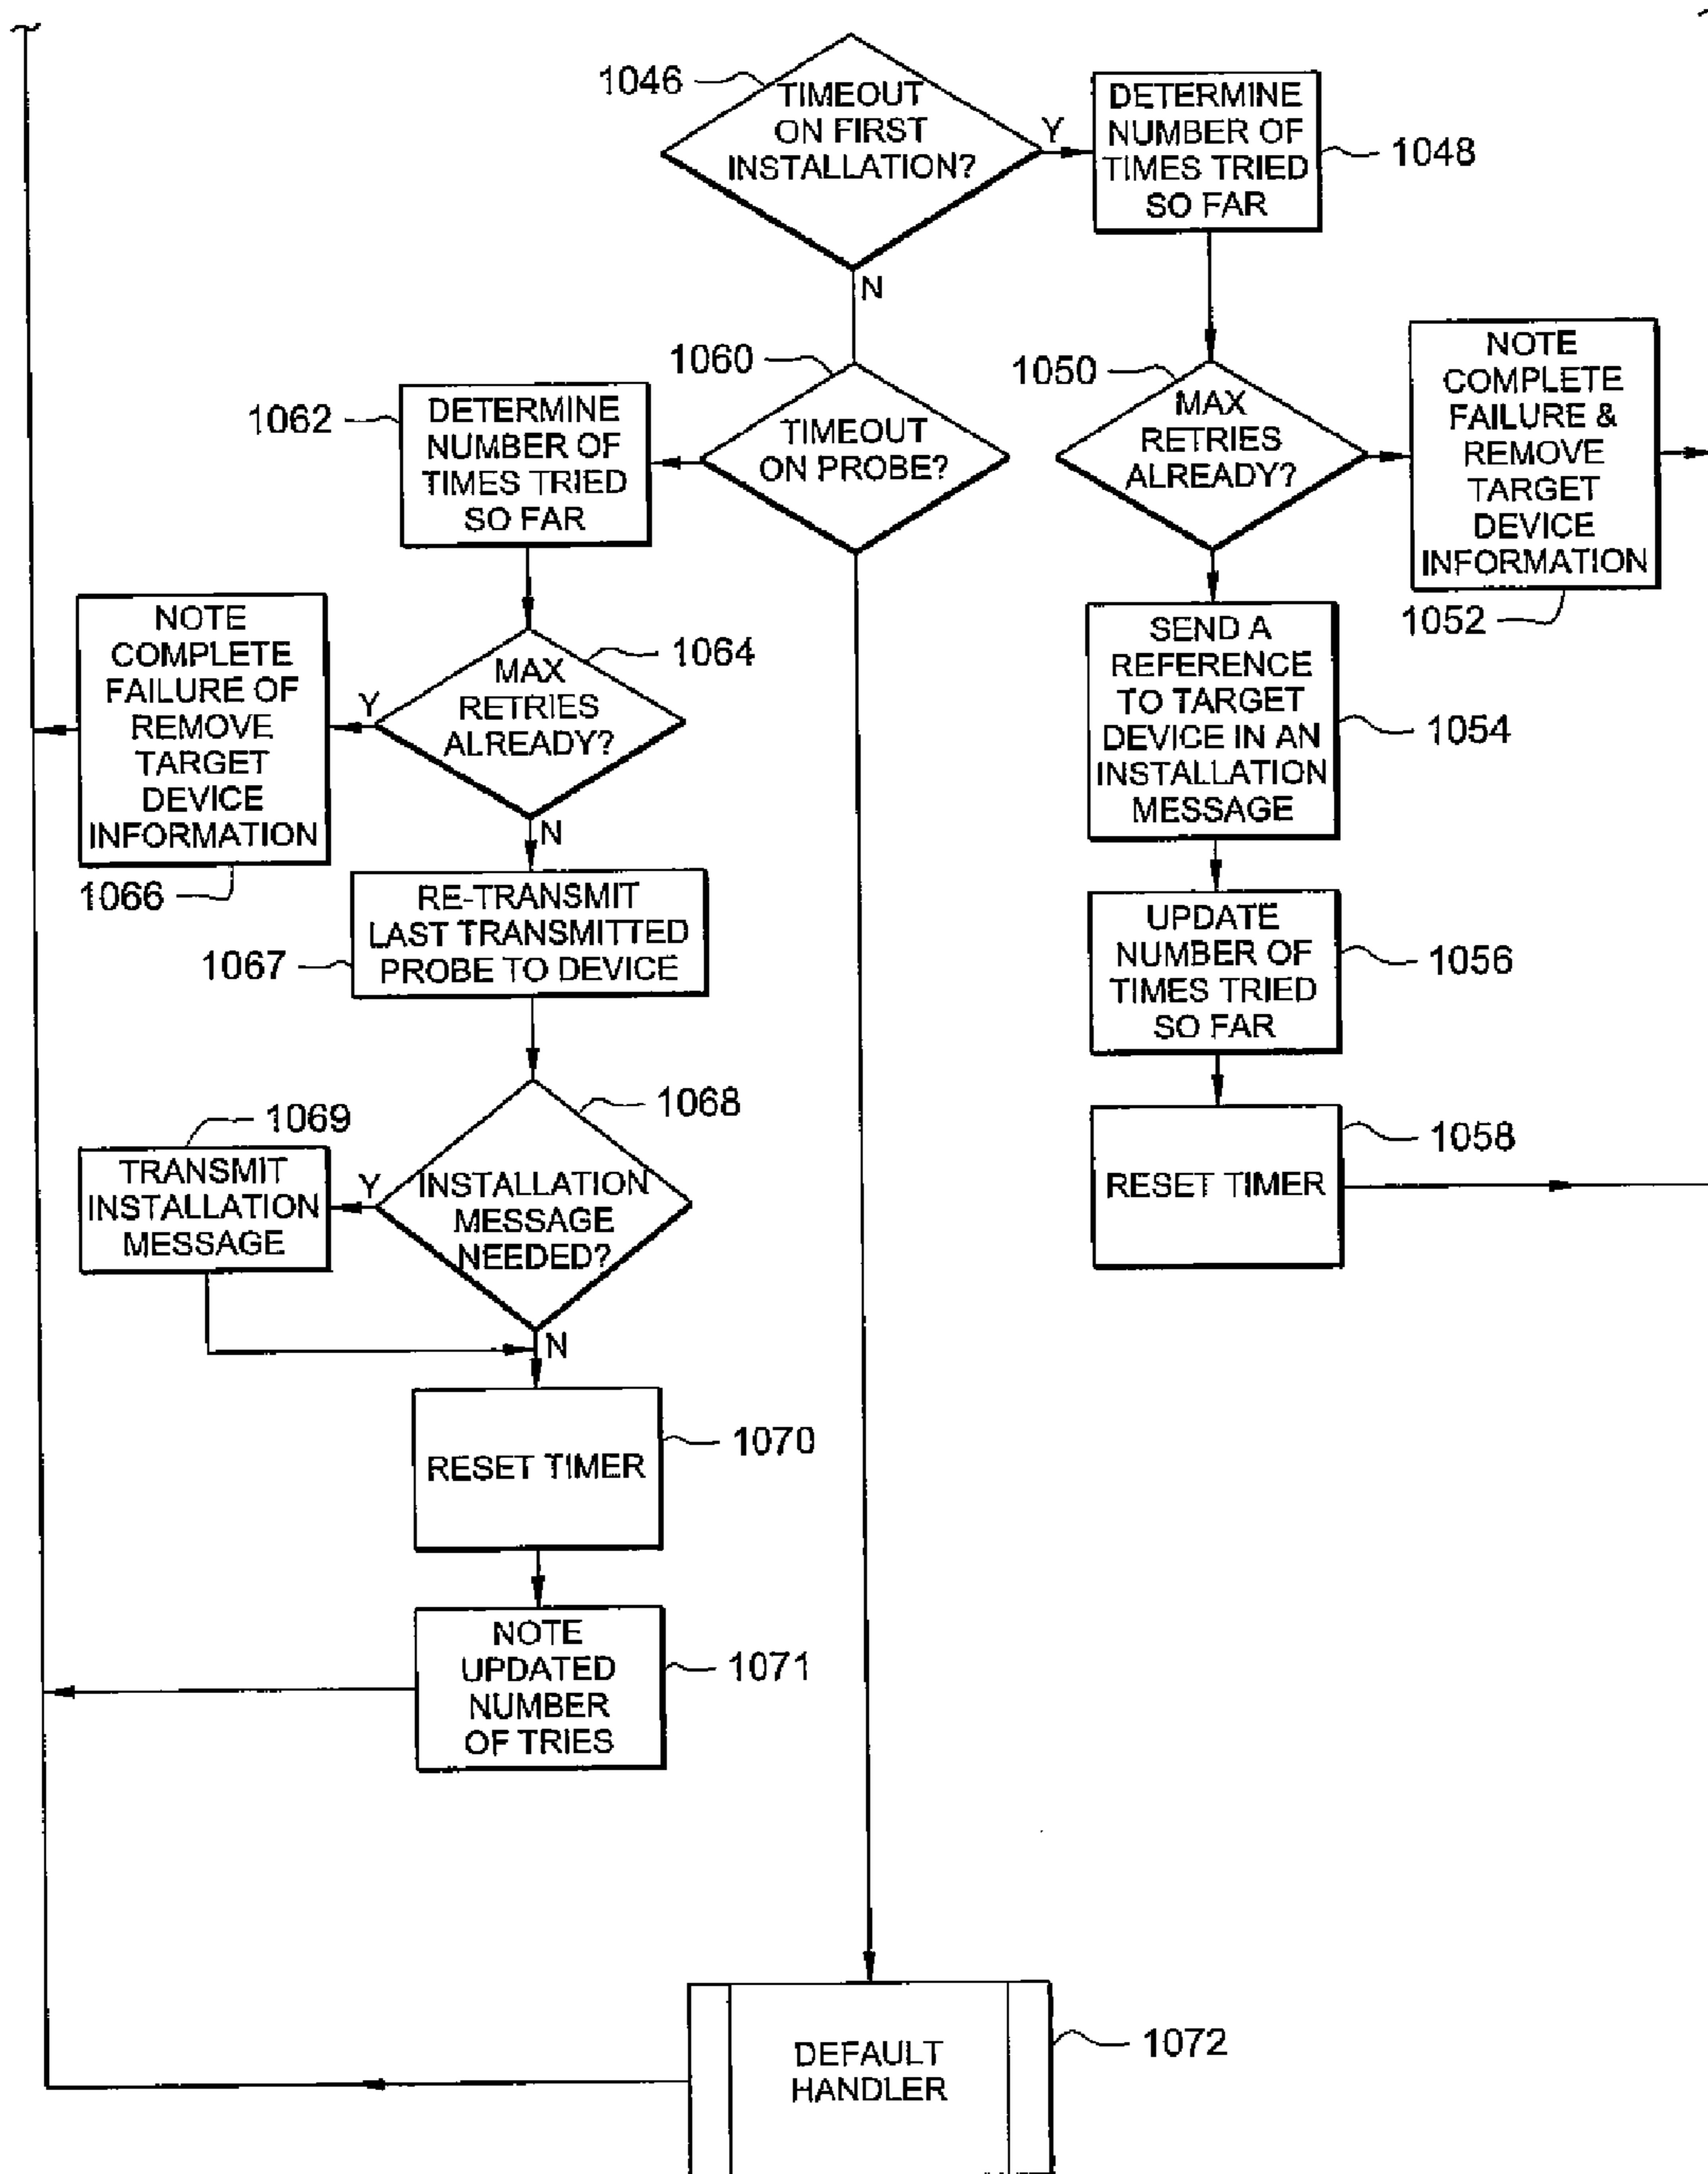 1046
TIMEOUT
ON FIRST
INSTALLATION?
Y
N
DETERMINE
NUMBER OF
TIMES TRIED
SO FAR
1048
1050
MAX
RETRIES
ALREADY?
NOTE
COMPLETE
FAILURE &
REMOVE
TARGET
DEVICE
INFORMATION
1052
SEND A
REFERENCE
TO TARGET
DEVICE IN AN
INSTALLATION
MESSAGE
1054
UPDATE
NUMBER OF
TIMES TRIED
SO FAR
1056
RESET TIMER
1058
1060
TIMEOUT
ON PROBE?
1062
DETERMINE
NUMBER OF
TIMES TRIED
SO FAR
MAX
RETRIES
ALREADY?
1064
Y
N
NOTE
COMPLETE
FAILURE OF
REMOVE
TARGET
DEVICE
INFORMATION
1066
RE-TRANSMIT
LAST TRANSMITTED
PROBE TO DEVICE
1067
1068
INSTALLATION
MESSAGE
NEEDED?
Y
N
1069
TRANSMIT
INSTALLATION
MESSAGE
RESET TIMER
1070
NOTE
UPDATED
NUMBER
OF TRIES
1071
DEFAULT
HANDLER
1072